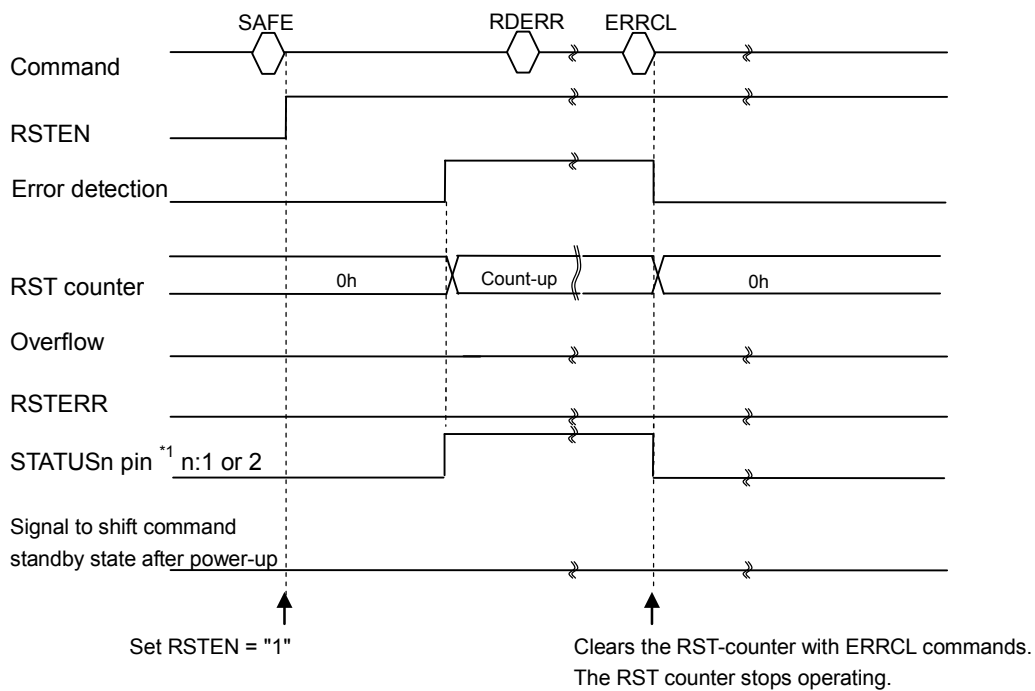 SAFE RDERR ERRCL
Command
RSTEN
Error detection
RST counter 0h Count-up 0h
Overflow
RSTERR
STATUSn pin *1 n:1 or 2
Signal to shift command
standby state after power-up
Set RSTEN = "1"
Clears the RST-counter with ERRCL commands.
The RST counter stops operating.